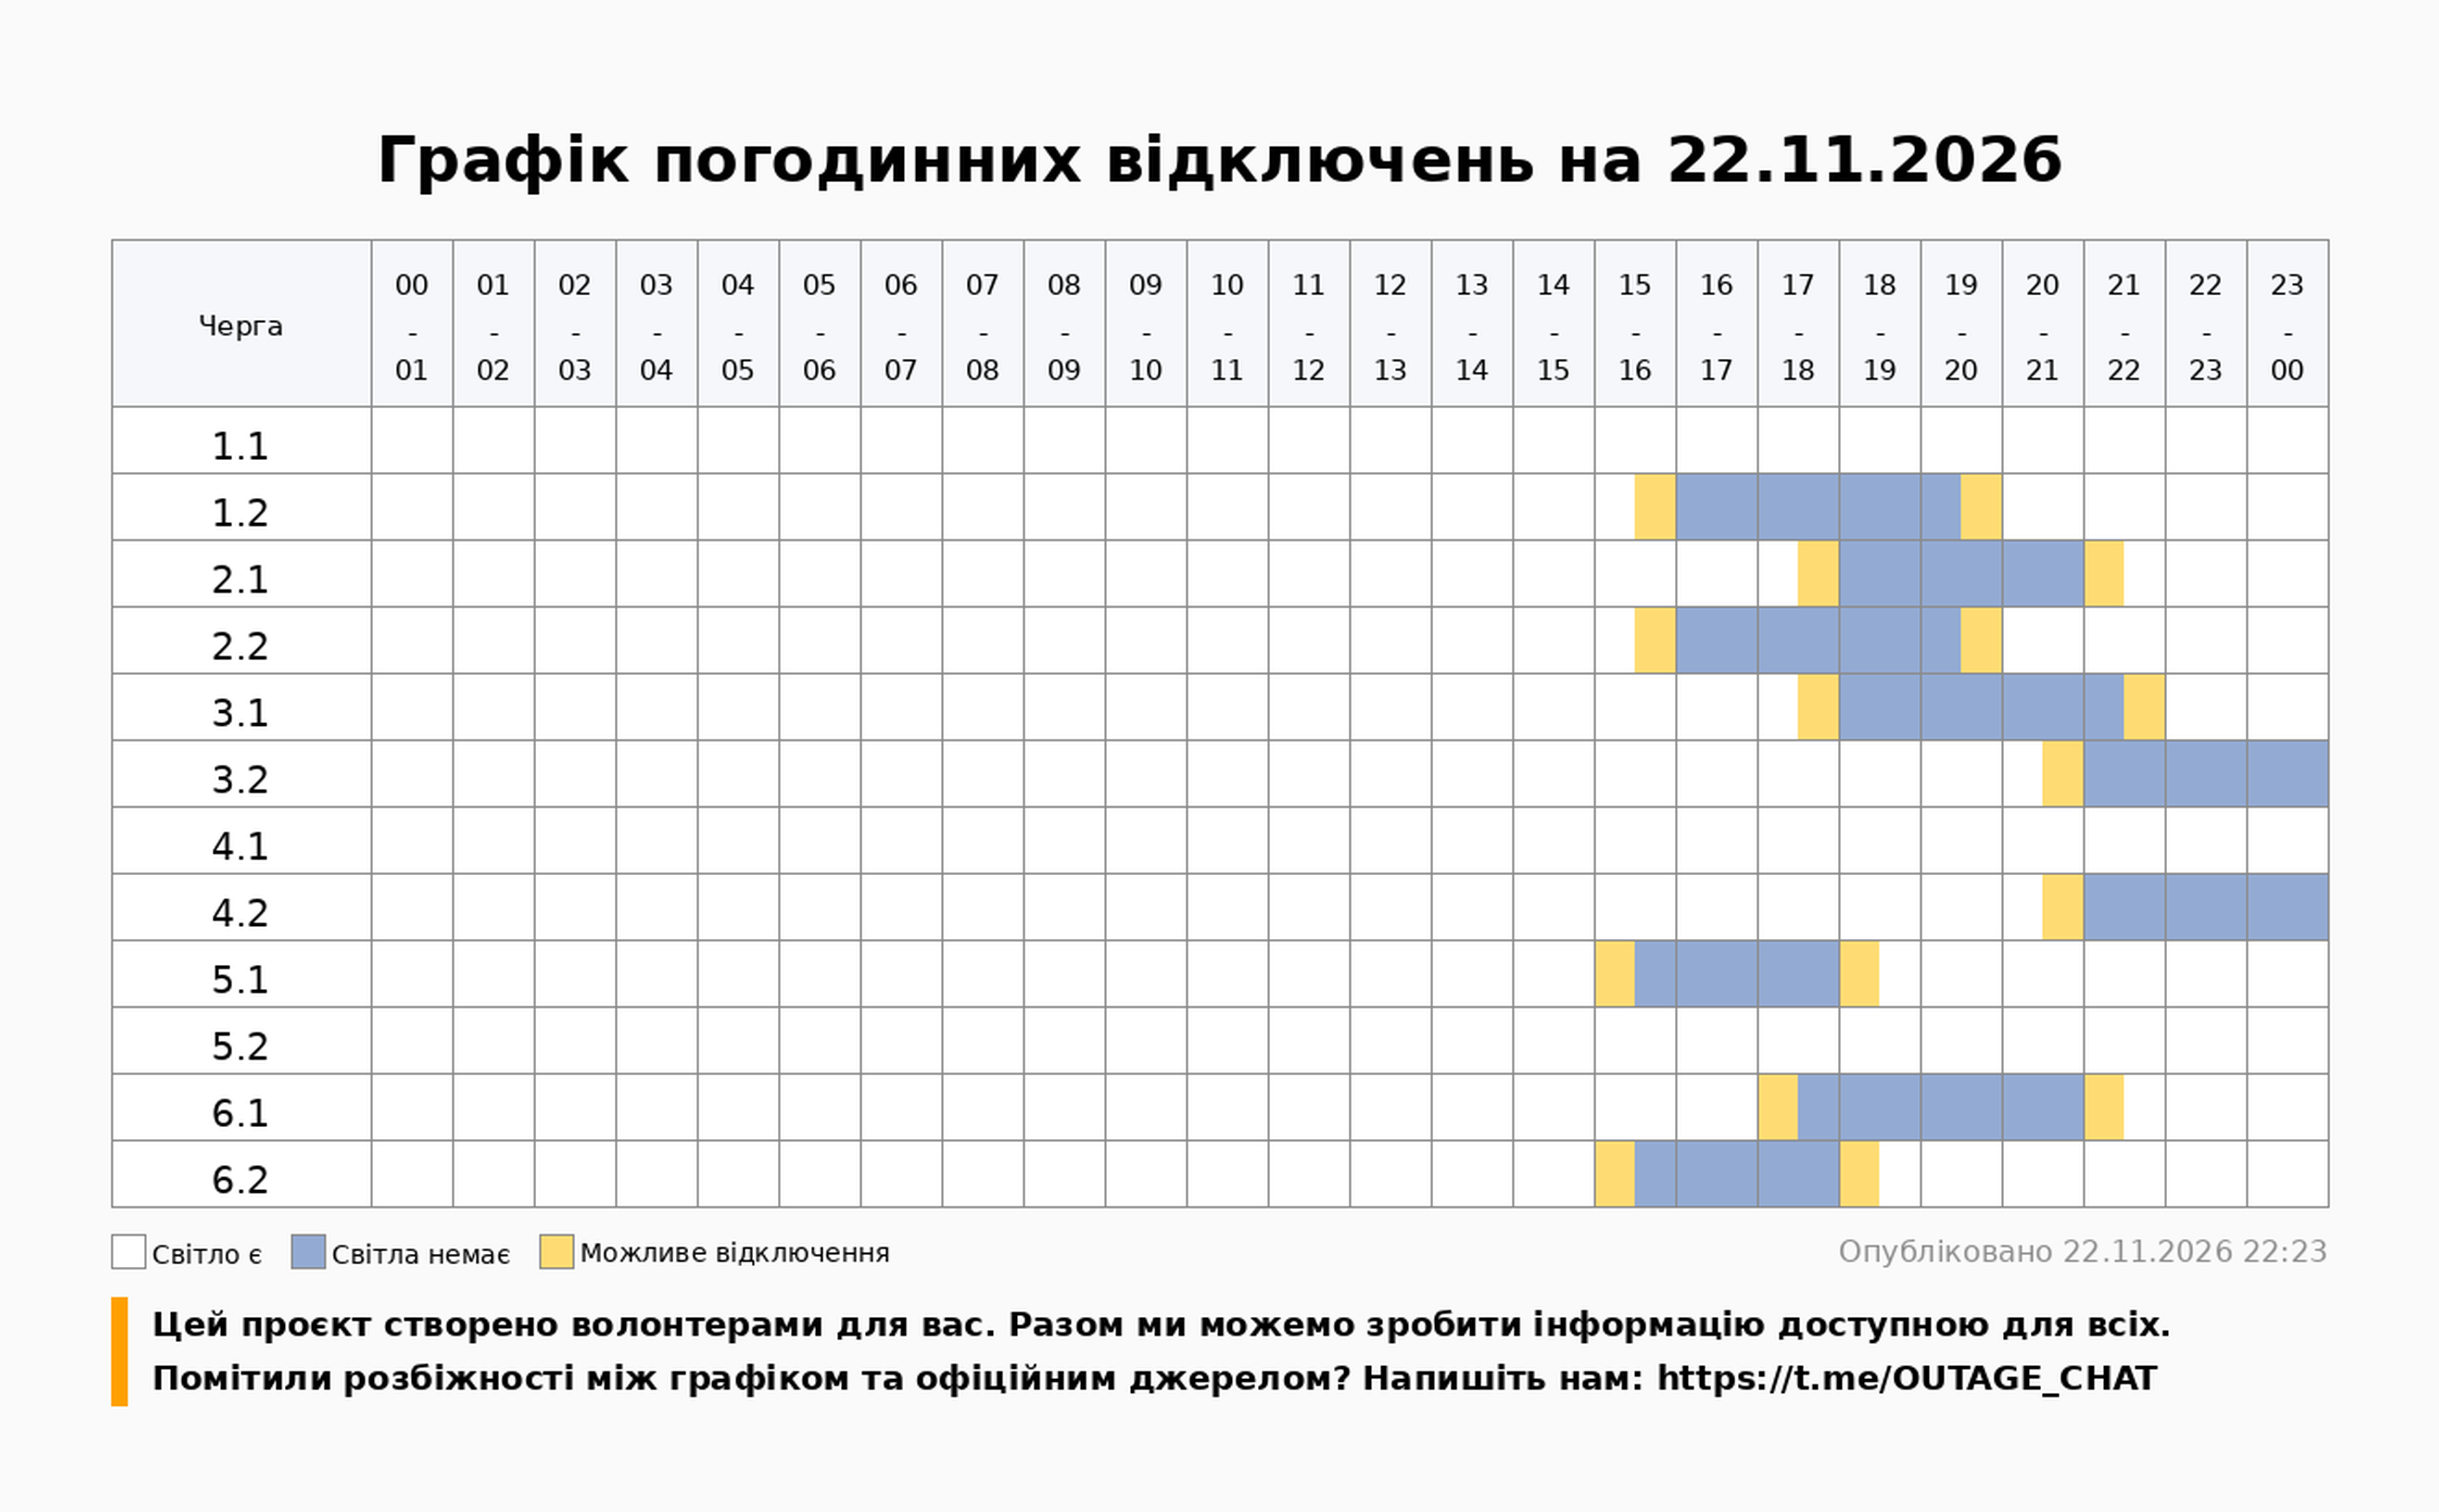 Графік погодинних відключень на 22.11.2026
Черга
00 - 01
01 - 02
02 - 03
03 - 04
04 - 05
05 - 06
06 - 07
07 - 08
08 - 09
09 - 10
10 - 11
11 - 12
12 - 13
13 - 14
14 - 15
15 - 16
16 - 17
17 - 18
18 - 19
19 - 20
20 - 21
21 - 22
22 - 23
23 - 00
1.1
1.2
2.1
2.2
3.1
3.2
4.1
4.2
5.1
5.2
6.1
6.2
Світло є
Світла немає
Можливе відключення
Опубліковано 22.11.2026 22:23
Цей проєкт створено волонтерами для вас. Разом ми можемо зробити інформацію доступною для всіх.
Помітили розбіжності між графіком та офіційним джерелом? Напишіть нам: https://t.me/OUTAGE_CHAT